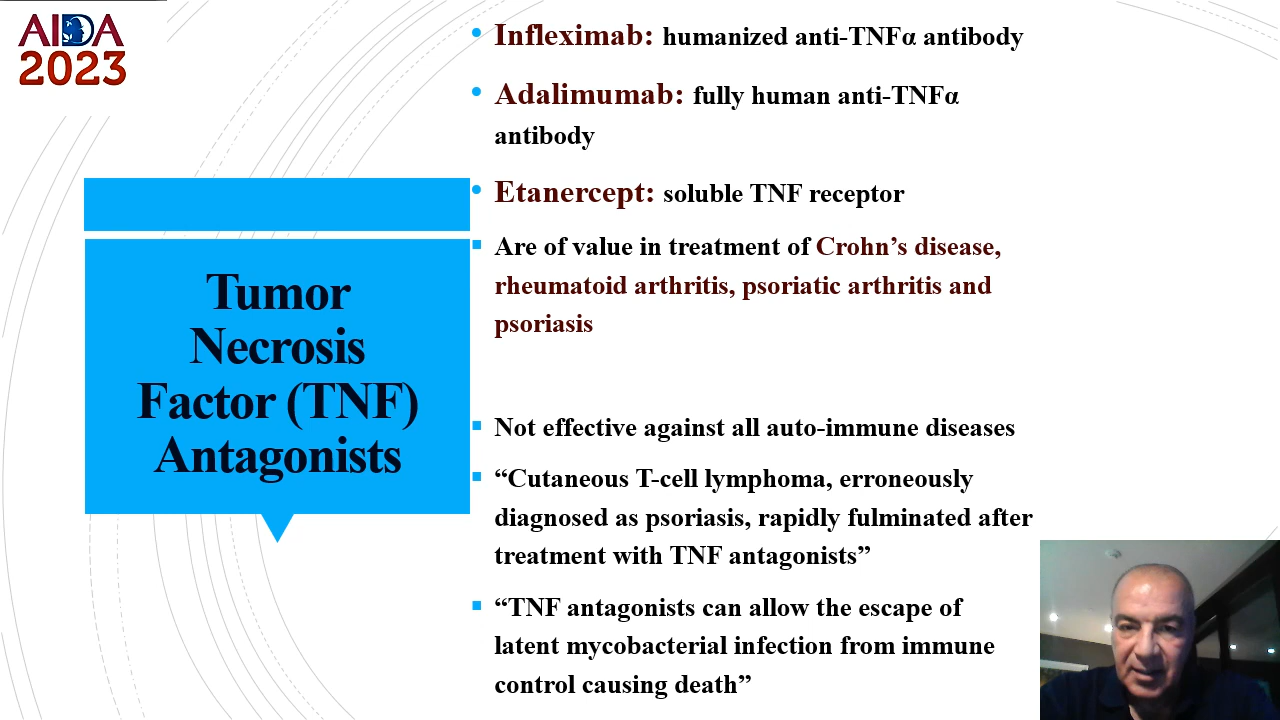 AIDA
2023
Tumor
Necrosis
Factor (TNF)
Antagonists
• Infleximab: humanized anti-TNFα antibody
• Adalimumab: fully human anti-TNFα
antibody
• Etanercept: soluble TNF receptor
▪ Are of value in treatment of Crohn’s disease,
rheumatoid arthritis, psoriatic arthritis and
psoriasis
▪ Not effective against all auto-immune diseases
▪ “Cutaneous T-cell lymphoma, erroneously
diagnosed as psoriasis, rapidly fulminated after
treatment with TNF antagonists”
▪ “TNF antagonists can allow the escape of
latent mycobacterial infection from immune
control causing death”